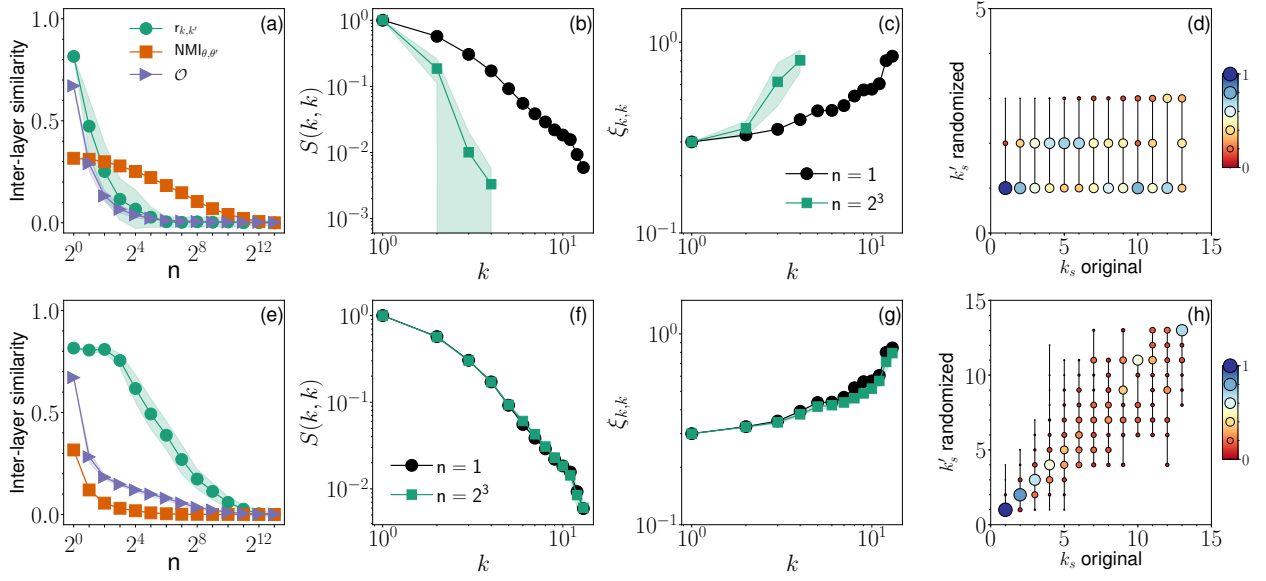 (a)
Inter-layer similarity
1.0
0.5
0.0
r_{k,k'}
NMI_{θ,θ'}
𝒪
2^0 2^4 2^8 2^12
n
(b)
S(k, k)
10^0
10^{-1}
10^{-2}
10^{-3}
10^0 10^1
k
(c)
ξ_{k,k}
10^0
10^{-1}
n = 1
n = 2^3
10^0 10^1
k
(d)
k'_s randomized
5
0
0 5 10 15
k_s original
1
0
(e)
Inter-layer similarity
1.0
0.5
0.0
2^0 2^4 2^8 2^12
n
(f)
S(k, k)
10^0
10^{-1}
10^{-2}
n = 1
n = 2^3
10^0 10^1
k
(g)
ξ_{k,k}
10^0
10^{-1}
n = 1
n = 2^3
10^0 10^1
k
(h)
k'_s randomized
15
10
5
0
0 5 10 15
k_s original
1
0